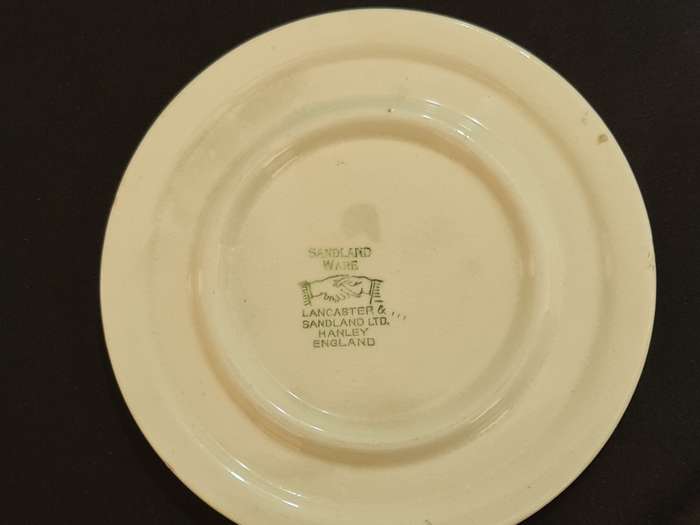 SANDLAND
WARE
LANCASTER &
SANDLAND LTD.
HANLEY
ENGLAND